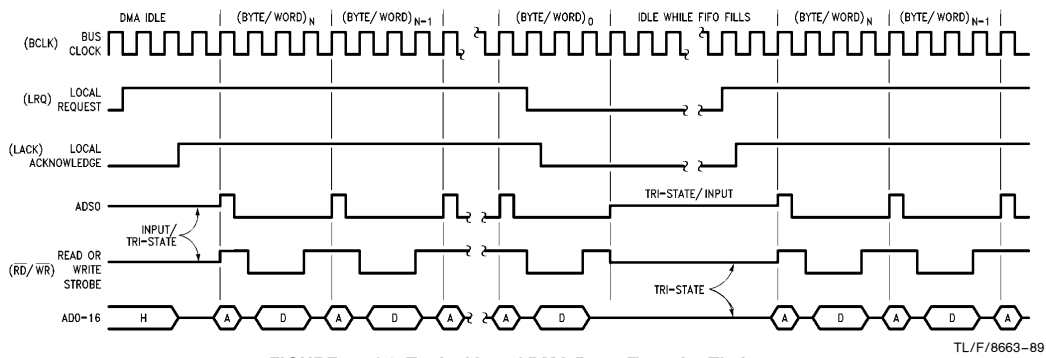 DMA IDLE (BYTE/WORD)N (BYTE/WORD)N-1 (BYTE/WORD)0 IDLE WHILE FIFO FILLS (BYTE/WORD)N (BYTE/WORD)N-1
(BCLK) BUS CLOCK
(LRQ) LOCAL REQUEST
(LACK) LOCAL ACKNOWLEDGE
ADS0
TRI-STATE/INPUT
INPUT/
TRI-STATE
(RD/WR) READ OR WRITE STROBE
TRI-STATE
AD0-16 H A D A D A A D A D A D A
TL/F/8663-89